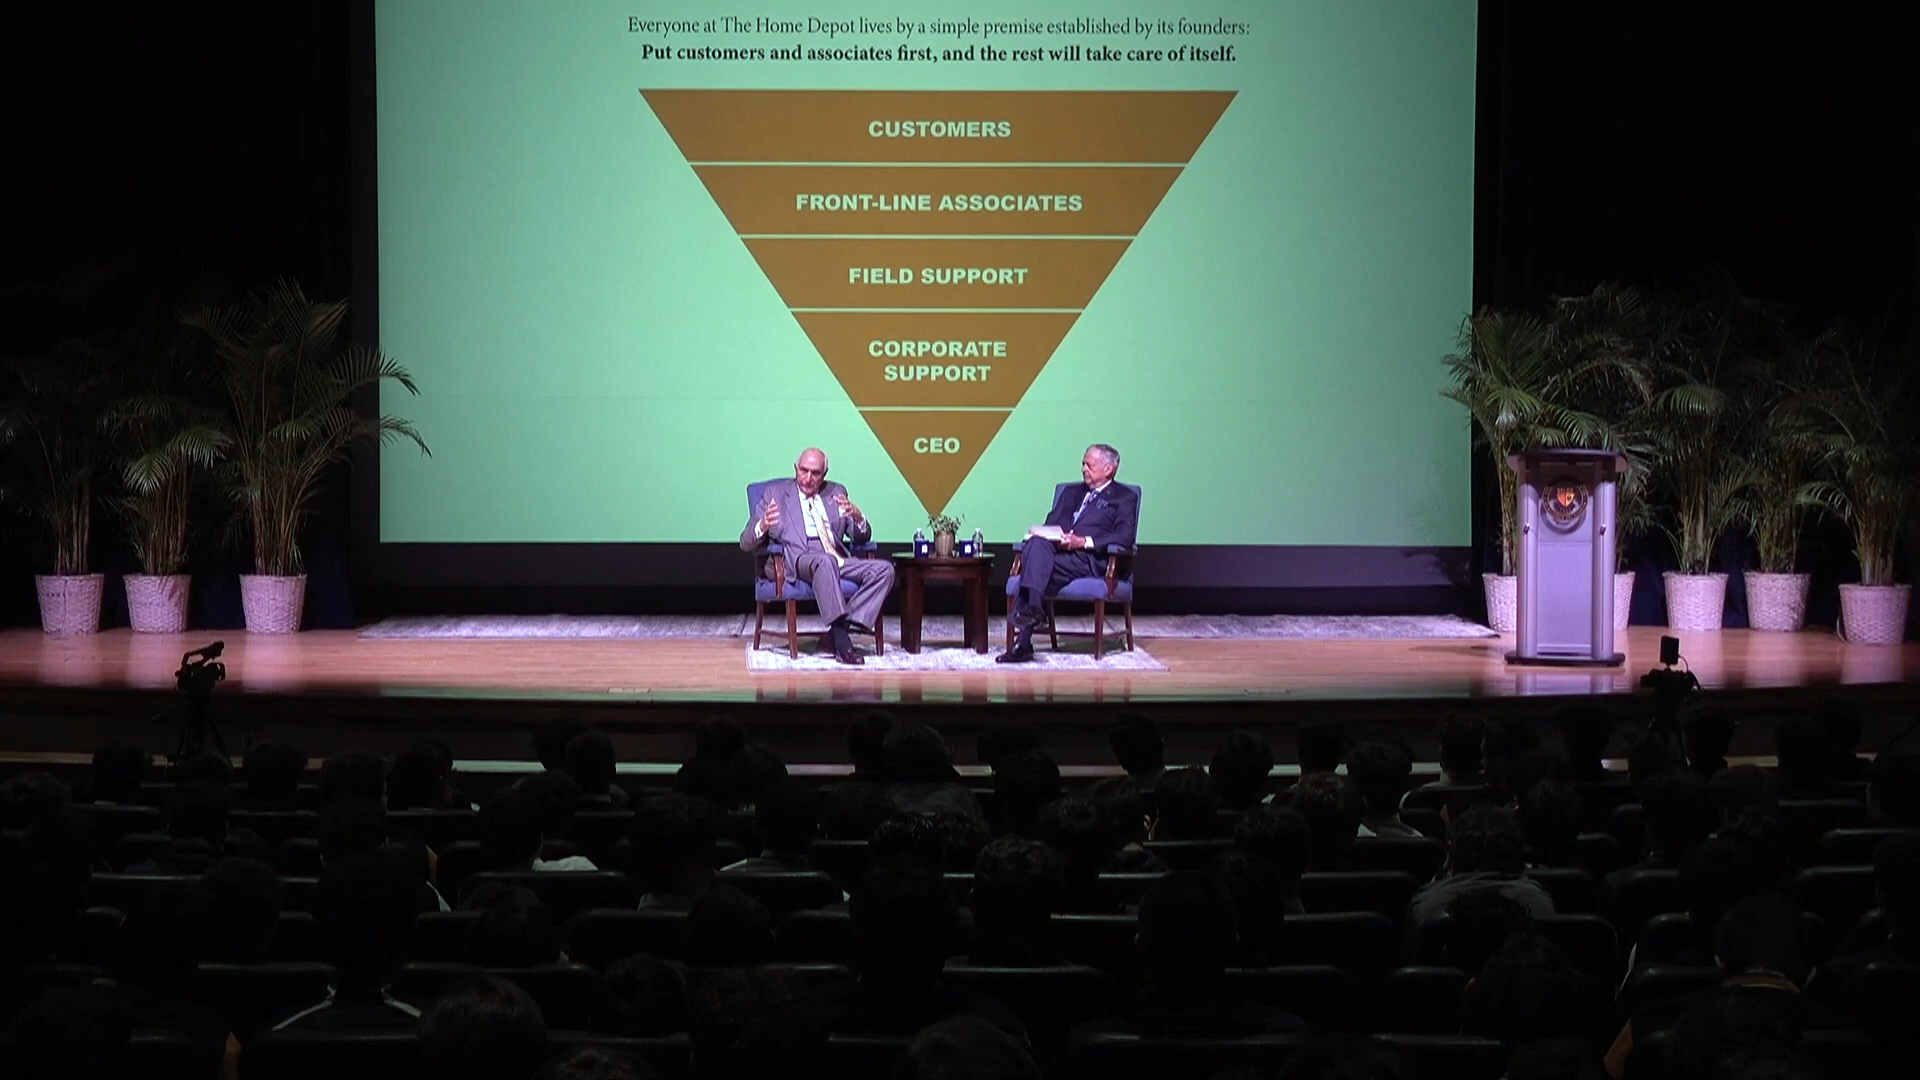 Everyone at The Home Depot lives by a simple premise established by its founders:
Put customers and associates first, and the rest will take care of itself.
CUSTOMERS
FRONT-LINE ASSOCIATES
FIELD SUPPORT
CORPORATE
SUPPORT
CEO